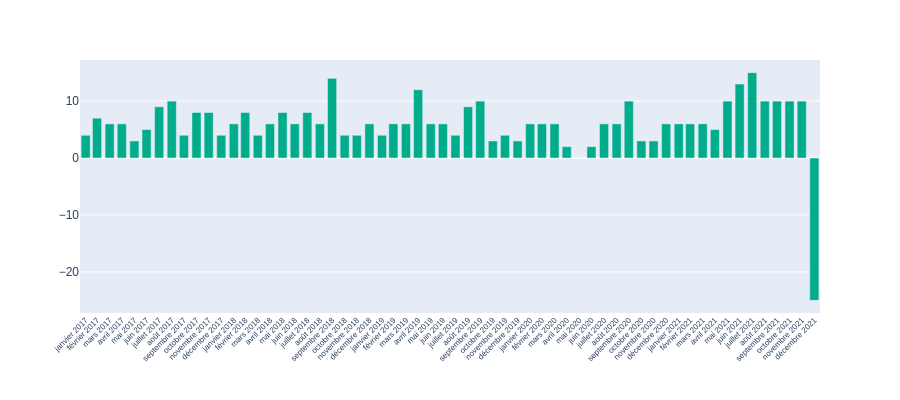 10
0
−10
−20
janvier 2017
février 2017
mars 2017
avril 2017
mai 2017
juin 2017
juillet 2017
août 2017
septembre 2017
octobre 2017
novembre 2017
décembre 2017
janvier 2018
février 2018
mars 2018
avril 2018
mai 2018
juin 2018
juillet 2018
août 2018
septembre 2018
octobre 2018
novembre 2018
décembre 2018
janvier 2019
février 2019
mars 2019
avril 2019
mai 2019
juin 2019
juillet 2019
août 2019
septembre 2019
octobre 2019
novembre 2019
décembre 2019
janvier 2020
février 2020
mars 2020
avril 2020
mai 2020
juin 2020
juillet 2020
août 2020
septembre 2020
octobre 2020
novembre 2020
décembre 2020
janvier 2021
février 2021
mars 2021
avril 2021
mai 2021
juin 2021
juillet 2021
août 2021
septembre 2021
octobre 2021
novembre 2021
décembre 2021